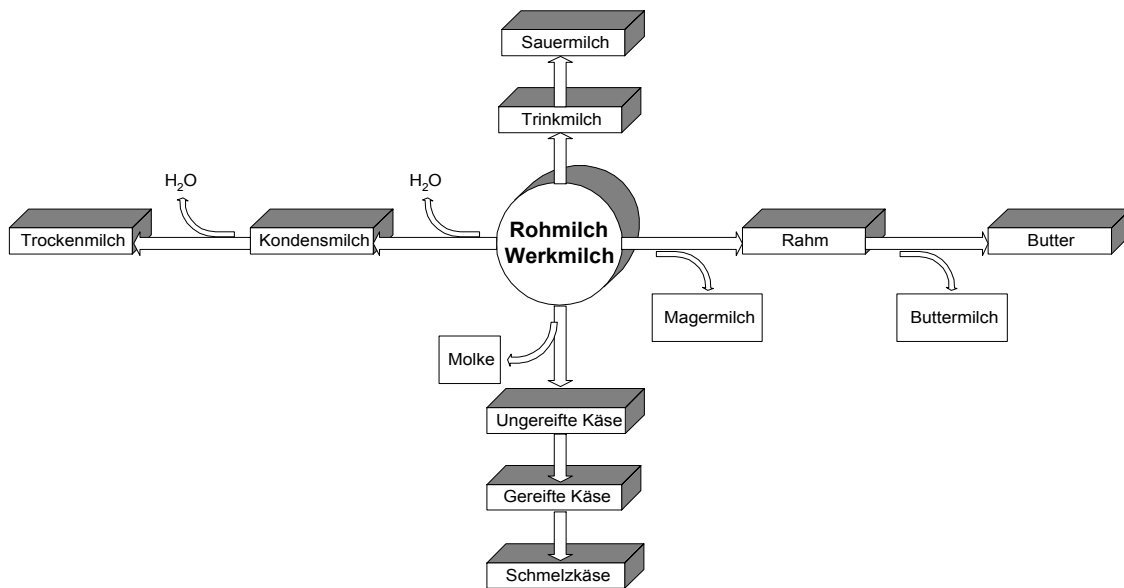 Sauermilch
Trinkmilch
H₂O
H₂O
Trockenmilch
Kondensmilch
Rohmilch
Werkmilch
Rahm
Butter
Magermilch
Buttermilch
Molke
Ungereifte Käse
Gereifte Käse
Schmelzkäse